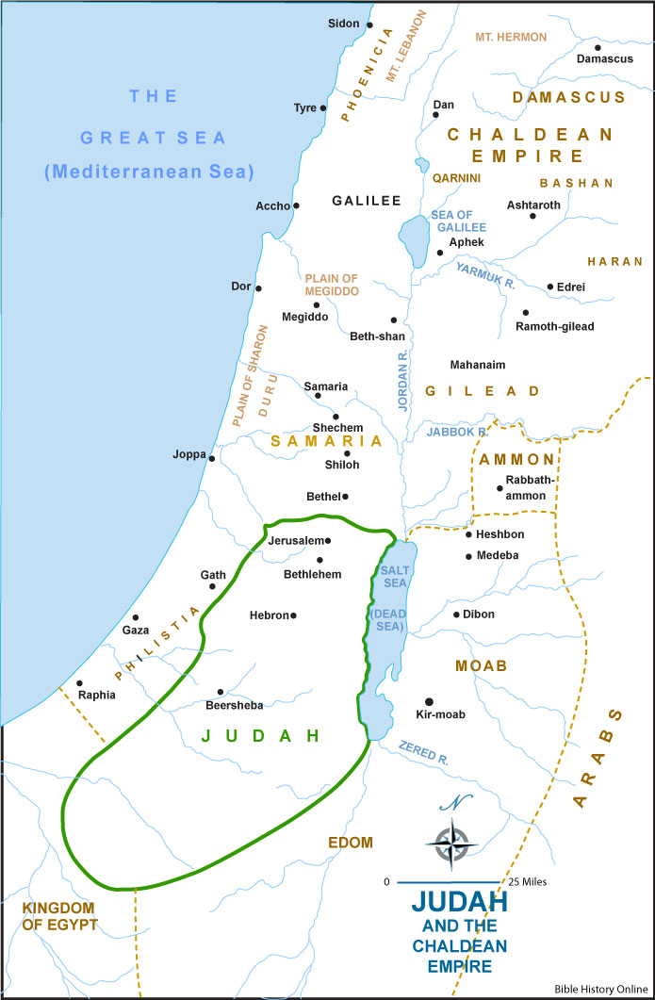 Sidon
PHOENICIA
MT. LEBANON
MT. HERMON
Damascus
THE
GREAT SEA
(Mediterranean Sea)
DAMASCUS
Tyre
Dan
CHALDEAN
EMPIRE
QARNINI
BASHAN
Accho
GALILEE
Ashtaroth
SEA OF
GALILEE
Aphek
HARAN
YARMUK R.
PLAIN OF
MEGIDDO
Dor
Edrei
Megiddo
Ramoth-gilead
Beth-shan
PLAIN OF SHARON
DURU
JORDAN R.
Mahanaim
Samaria
GILEAD
Shechem
JABBOK R.
SAMARIA
Joppa
Shiloh
AMMON
Rabbath-
ammon
Bethel
Jerusalem
Heshbon
Medeba
Bethlehem
SALT
SEA
Gath
(DEAD
SEA)
Dibon
Hebron
Gaza
PHILISTIA
MOAB
Raphia
Beersheba
Kir-moab
JUDAH
ZERED R.
ARABS
N
EDOM
0
25 Miles
JUDAH
AND THE
CHALDEAN
EMPIRE
KINGDOM
OF EGYPT
Bible History Online